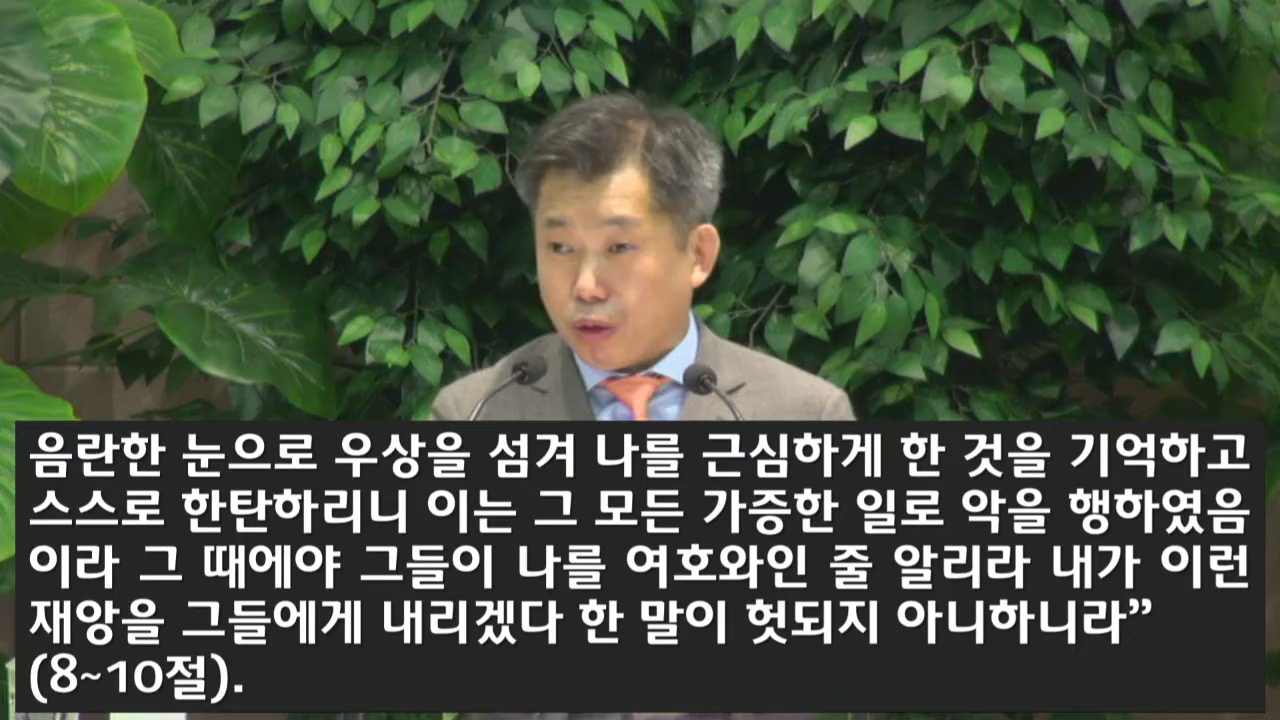 음란한 눈으로 우상을 섬겨 나를 근심하게 한 것을 기억하고
스스로 한탄하리니 이는 그 모든 가증한 일로 악을 행하였음
이라 그 때에야 그들이 나를 여호와인 줄 알리라 내가 이런
재앙을 그들에게 내리겠다 한 말이 헛되지 아니하니라”
(8~10절).